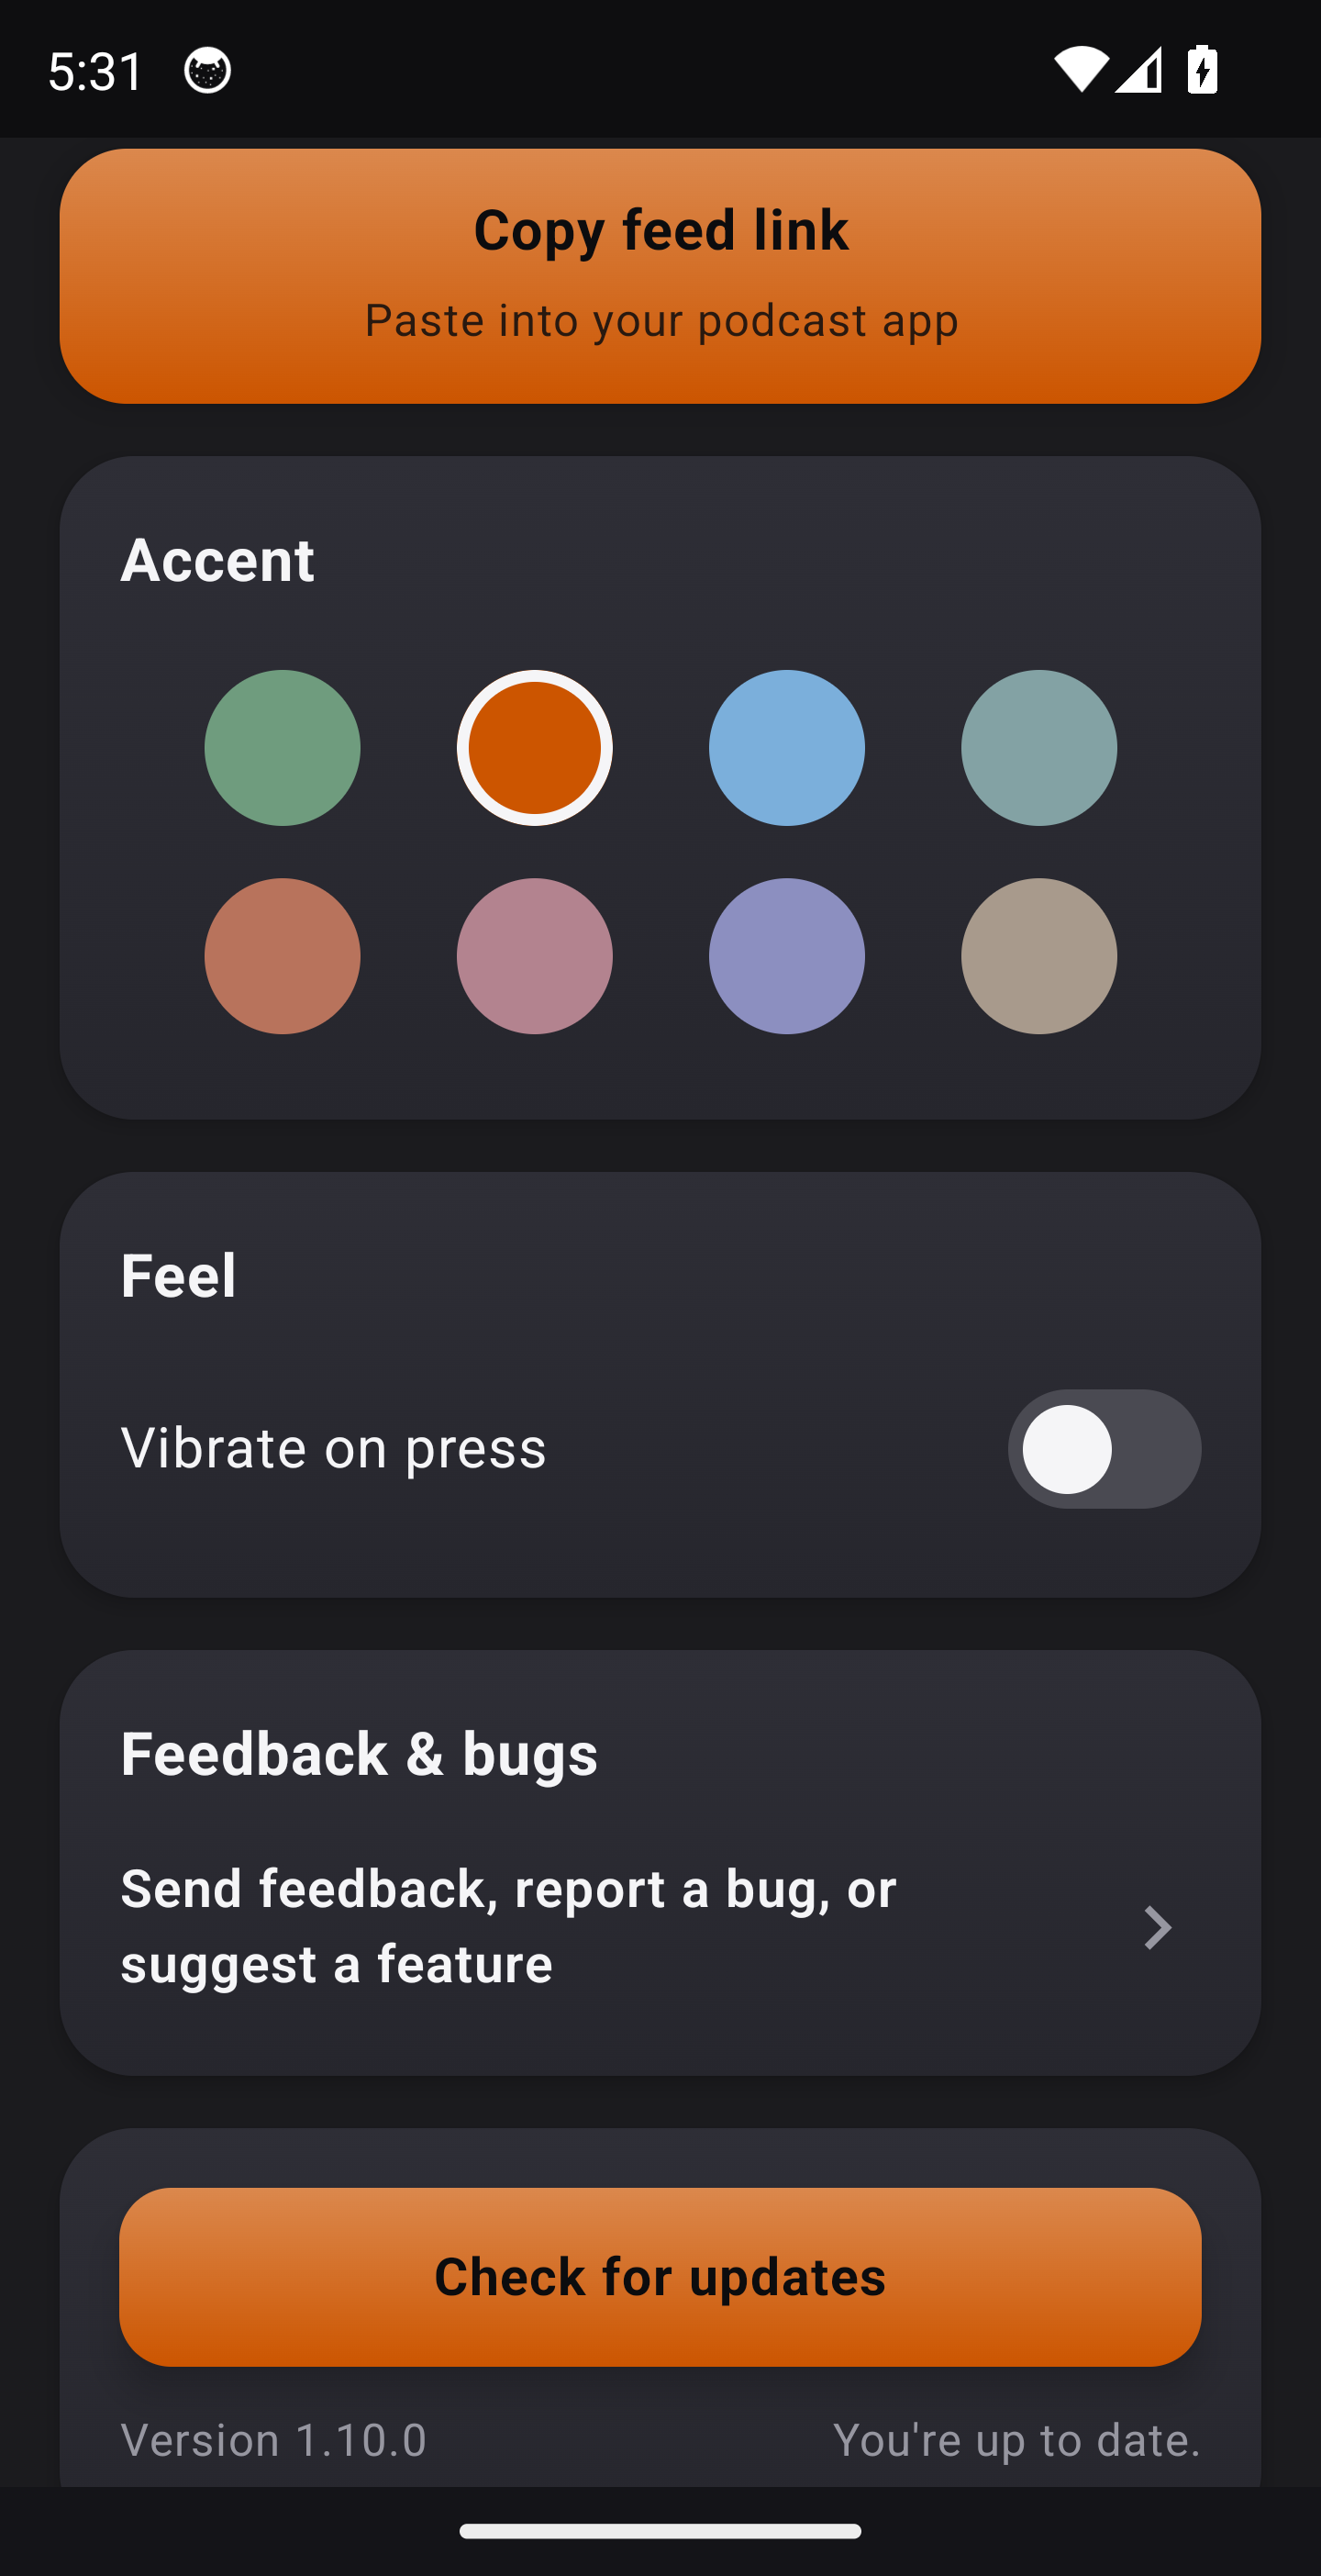 5:31
Copy feed link
Paste into your podcast app
Accent
Feel
Vibrate on press
Feedback & bugs
Send feedback, report a bug, or
suggest a feature
Check for updates
Version 1.10.0
You're up to date.